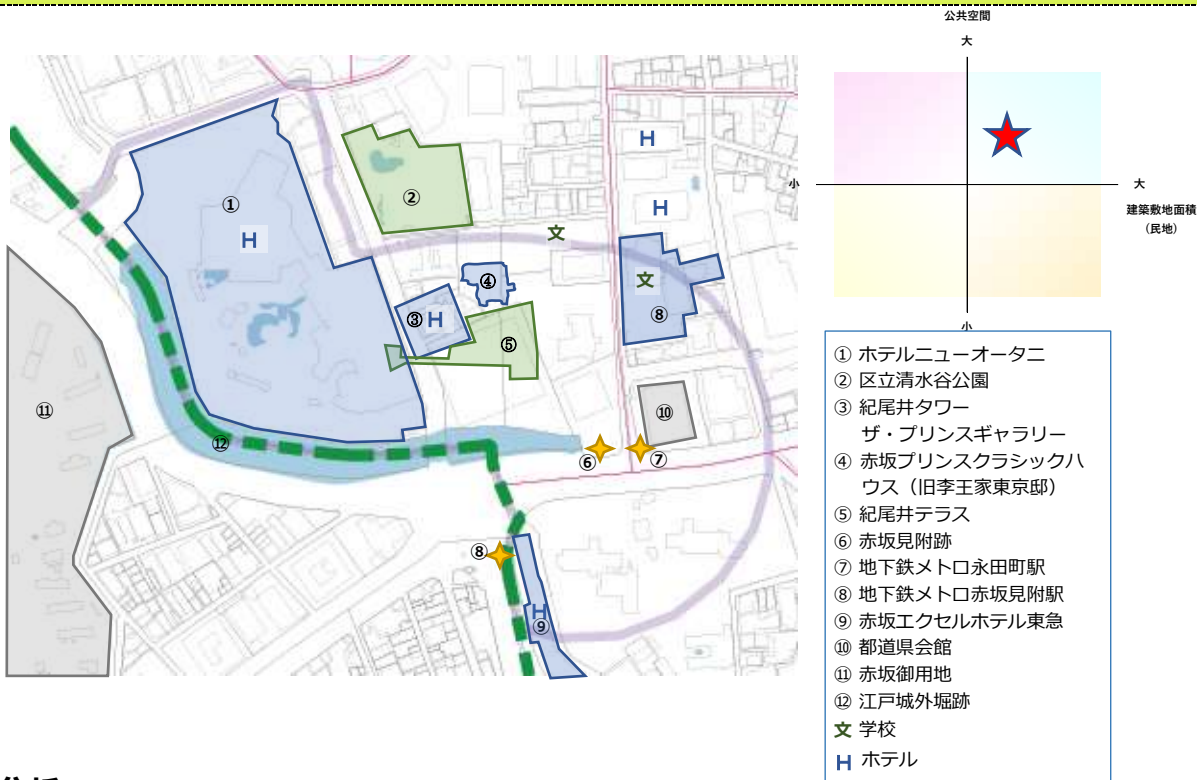 公共空間
大
小
大
建築敷地面積
（民地）
小
①
H
②
H
H
文
文
③
H
④
⑤
⑧
⑩
⑪
⑫
⑥
⑦
⑧
H
⑨
① ホテルニューオータニ
② 区立清水谷公園
③ 紀尾井タワー
ザ・プリンスギャラリー
④ 赤坂プリンスクラシックハ
ウス（旧李王家東京邸）
⑤ 紀尾井テラス
⑥ 赤坂見附跡
⑦ 地下鉄メトロ永田町駅
⑧ 地下鉄メトロ赤坂見附駅
⑨ 赤坂エクセルホテル東急
⑩ 都道県会館
⑪ 赤坂御用地
⑫ 江戸城外堀跡
文 学校
H ホテル